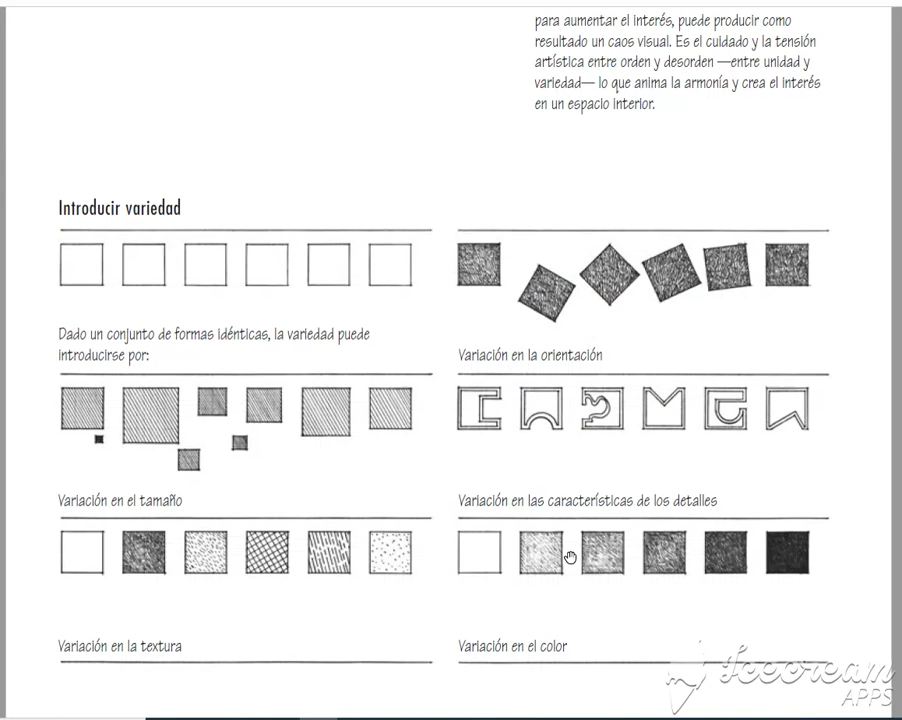 para aumentar el interés, puede producir como
resultado un caos visual. Es el cuidado y la tensión
artística entre orden y desorden —entre unidad y
variedad— lo que anima la armonía y crea el interés
en un espacio interior.
Introducir variedad
Dado un conjunto de formas idénticas, la variedad puede
introducirse por:
Variación en la orientación
Variación en el tamaño
Variación en las características de los detalles
Variación en la textura
Variación en el color
Icecream
APPS